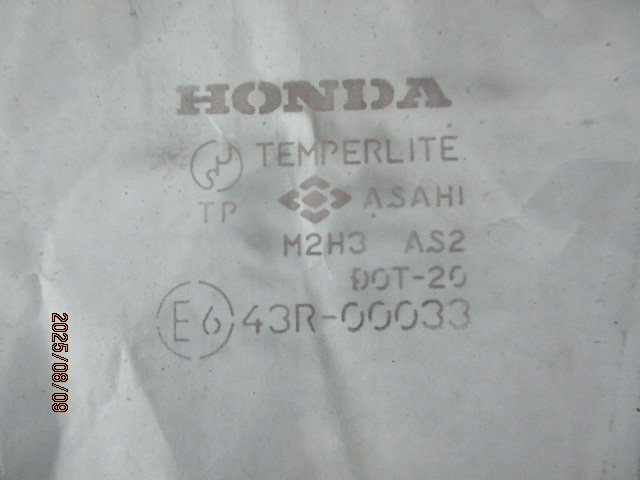 HONDA
TEMPERLITE
TP ASAHI
M2H3 AS2
DOT-20
E6 43R-00033
2025/08/09